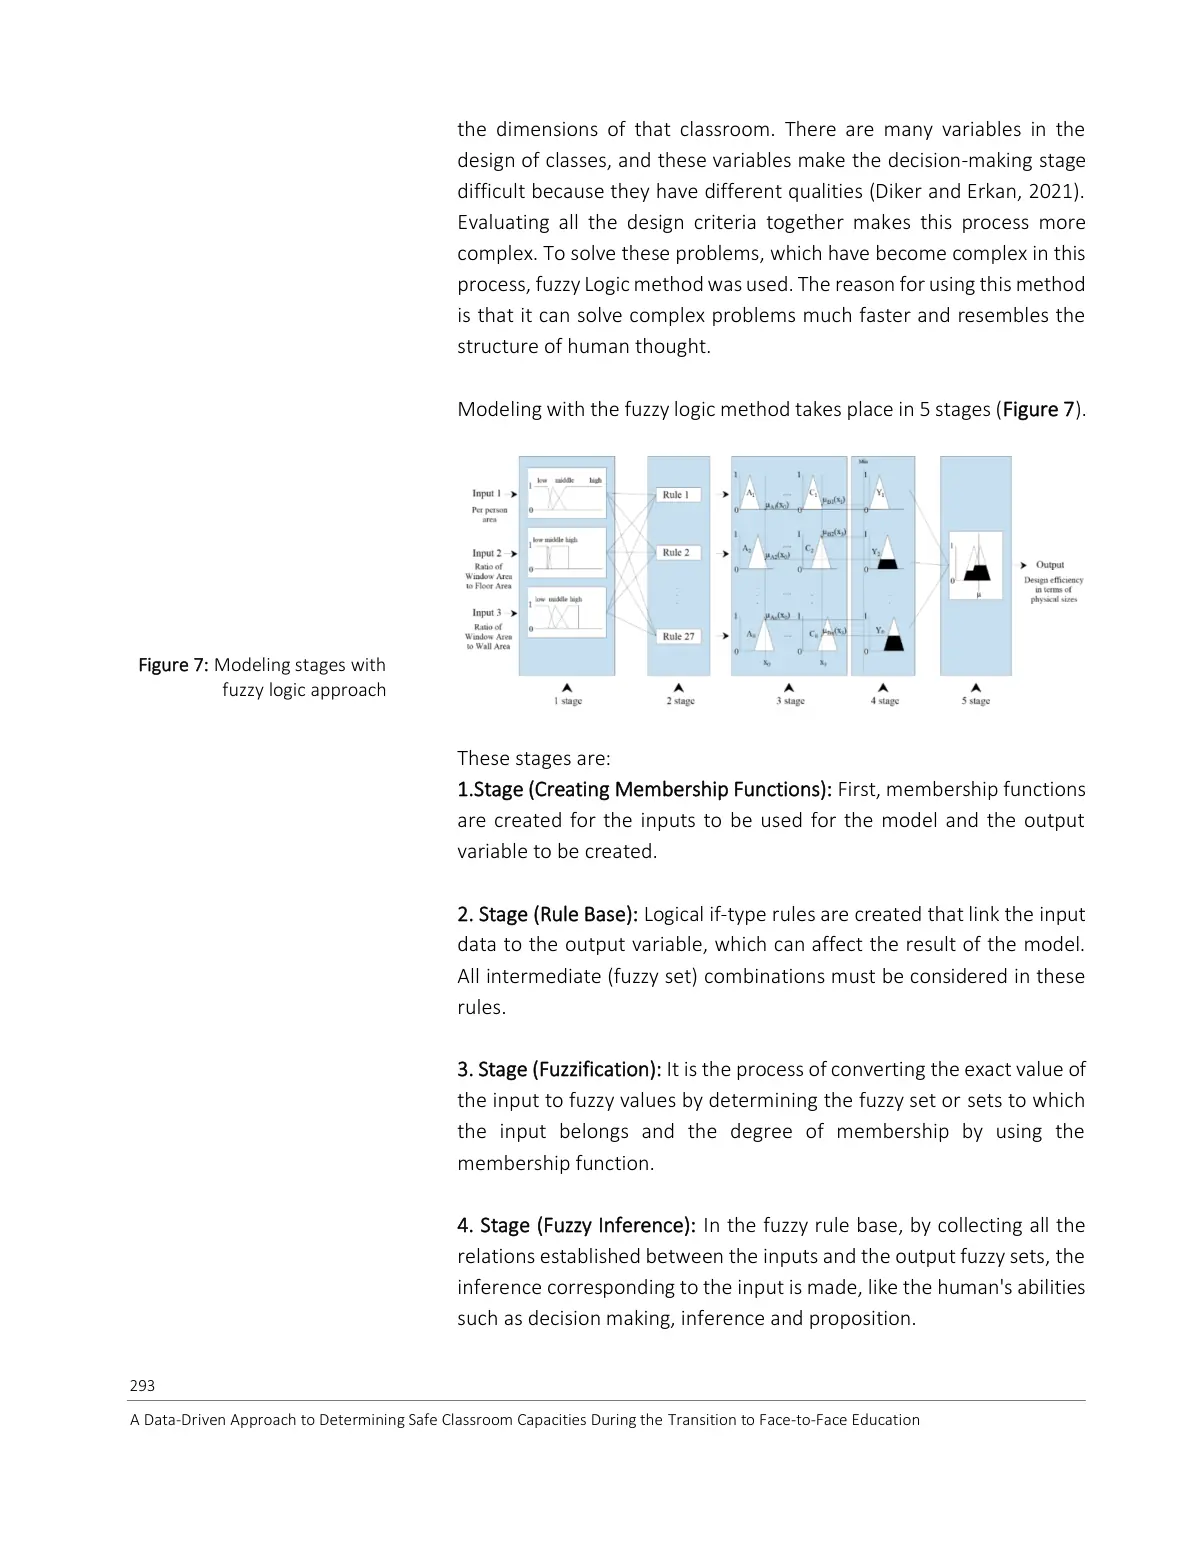 the dimensions of that classroom. There are many variables in the
design of classes, and these variables make the decision-making stage
difficult because they have different qualities (Diker and Erkan, 2021).
Evaluating all the design criteria together makes this process more
complex. To solve these problems, which have become complex in this
process, fuzzy Logic method was used. The reason for using this method
is that it can solve complex problems much faster and resembles the
structure of human thought.
Modeling with the fuzzy logic method takes place in 5 stages (Figure 7).
low middle high
1
0
Input 1
Per person
area
low middle high
1
0
Input 2
Ratio of
Window Area
to Floor Area
low middle high
1
0
Input 3
Ratio of
Window Area
to Wall Area
Rule 1
Rule 2
Rule 27
Min
Output
Design efficiency
in terms of
physical sizes
1 stage
2 stage
3 stage
4 stage
5 stage
Figure 7: Modeling stages with
fuzzy logic approach
These stages are:
1.Stage (Creating Membership Functions): First, membership functions
are created for the inputs to be used for the model and the output
variable to be created.
2. Stage (Rule Base): Logical if-type rules are created that link the input
data to the output variable, which can affect the result of the model.
All intermediate (fuzzy set) combinations must be considered in these
rules.
3. Stage (Fuzzification): It is the process of converting the exact value of
the input to fuzzy values by determining the fuzzy set or sets to which
the input belongs and the degree of membership by using the
membership function.
4. Stage (Fuzzy Inference): In the fuzzy rule base, by collecting all the
relations established between the inputs and the output fuzzy sets, the
inference corresponding to the input is made, like the human's abilities
such as decision making, inference and proposition.
293
A Data-Driven Approach to Determining Safe Classroom Capacities During the Transition to Face-to-Face Education